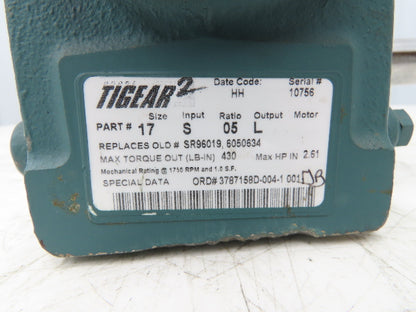 TIGEAR 2
Date Code: Serial #
HH 10756
Size Input Ratio Output Motor
PART # 17 S 05 L
REPLACES OLD # SR96019, 6050634
MAX TORQUE OUT (LB-IN) 430 Max HP IN 2.61
Mechanical Rating @ 1750 RPM and 1.0 S.F.
SPECIAL DATA ORD# 3787158D-004-1 001